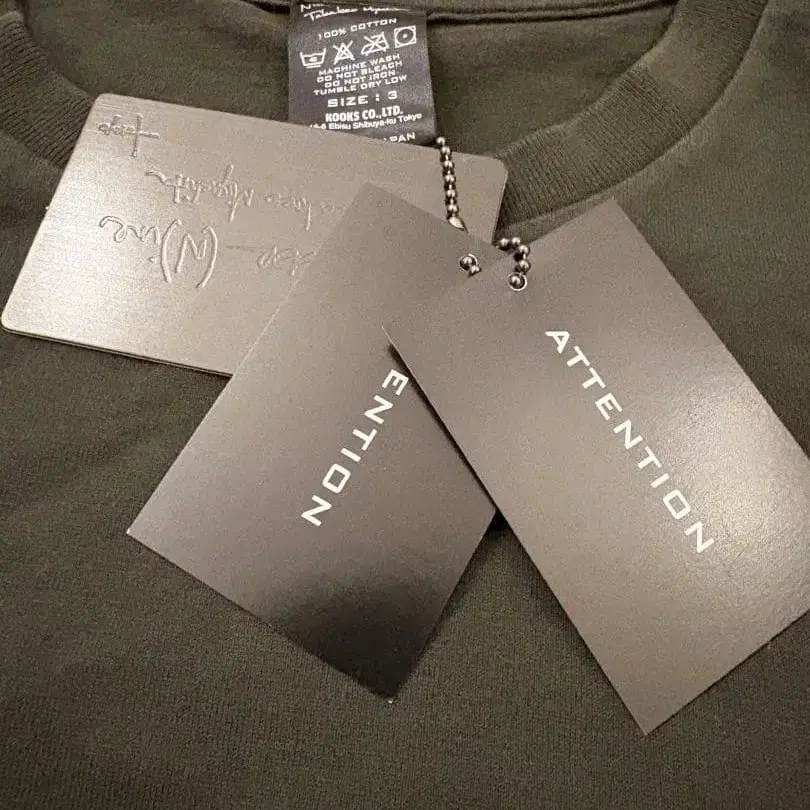 100% COTTON
MACHINE WASH
DO NOT BLEACH
DO NOT IRON
TUMBLE DRY LOW
SIZE : 3
KOOKS CO.,LTD.
Ebisu Shibuya-ku Tokyo
(N)ine
ENTION
ATTENTION